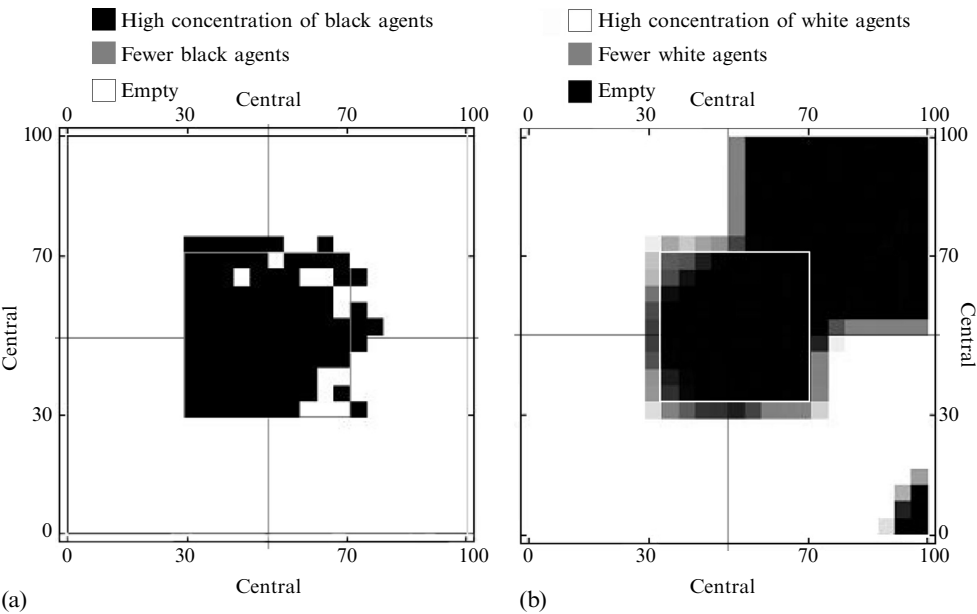 High concentration of black agents
Fewer black agents
Empty
Central
0 30 70 100
100
70
30
0
Central
0 30 70 100
Central
(a)
High concentration of white agents
Fewer white agents
Empty
Central
0 30 70 100
100
70
30
0
Central
0 30 70 100
Central
(b)